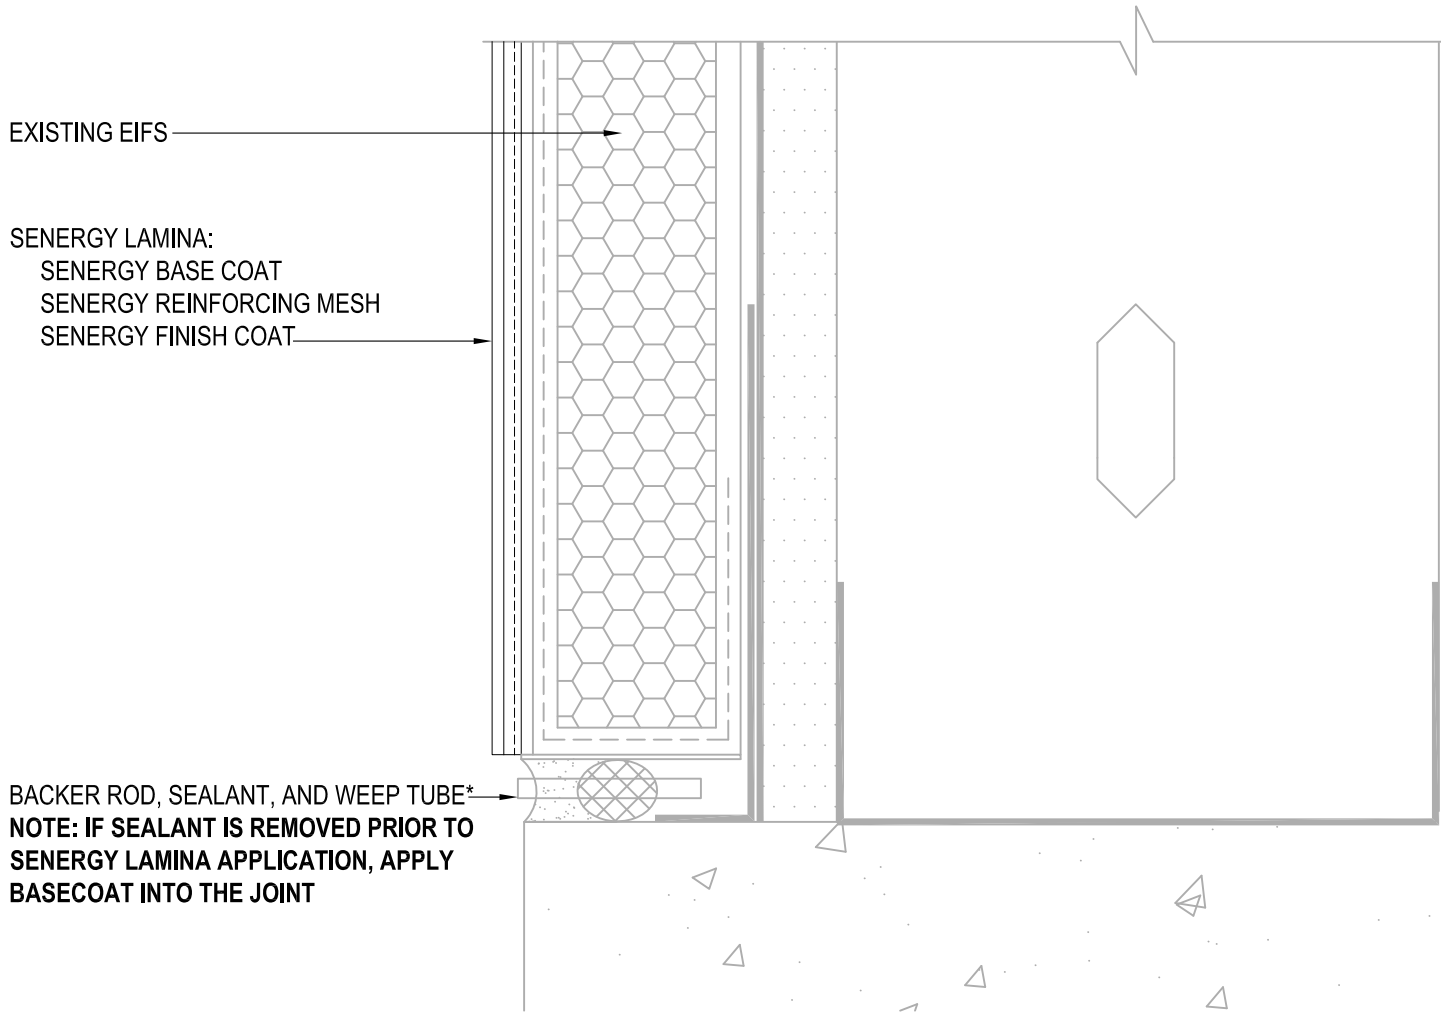 EXISTING EIFS
SENERGY LAMINA:
SENERGY BASE COAT
SENERGY REINFORCING MESH
SENERGY FINISH COAT
BACKER ROD, SEALANT, AND WEEP TUBE*
NOTE: IF SEALANT IS REMOVED PRIOR TO
SENERGY LAMINA APPLICATION, APPLY
BASECOAT INTO THE JOINT